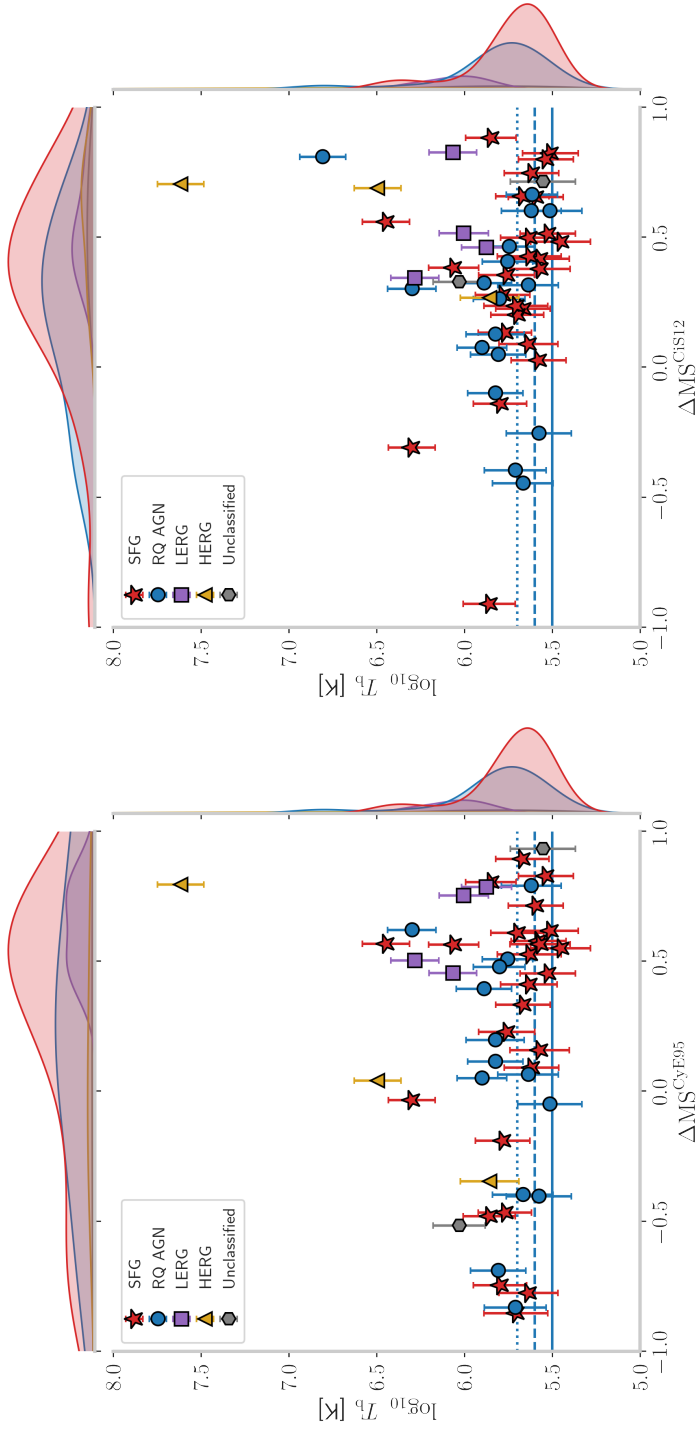 SFG
RQ AGN
LERG
HERG
Unclassified
8.0
7.5
7.0
6.5
6.0
5.5
5.0
log₁₀ T_b [K]
−1.0
−0.5
0.0
0.5
1.0
ΔMS^CyE95
SFG
RQ AGN
LERG
HERG
Unclassified
8.0
7.5
7.0
6.5
6.0
5.5
5.0
log₁₀ T_b [K]
−1.0
−0.5
0.0
0.5
1.0
ΔMS^CiS12